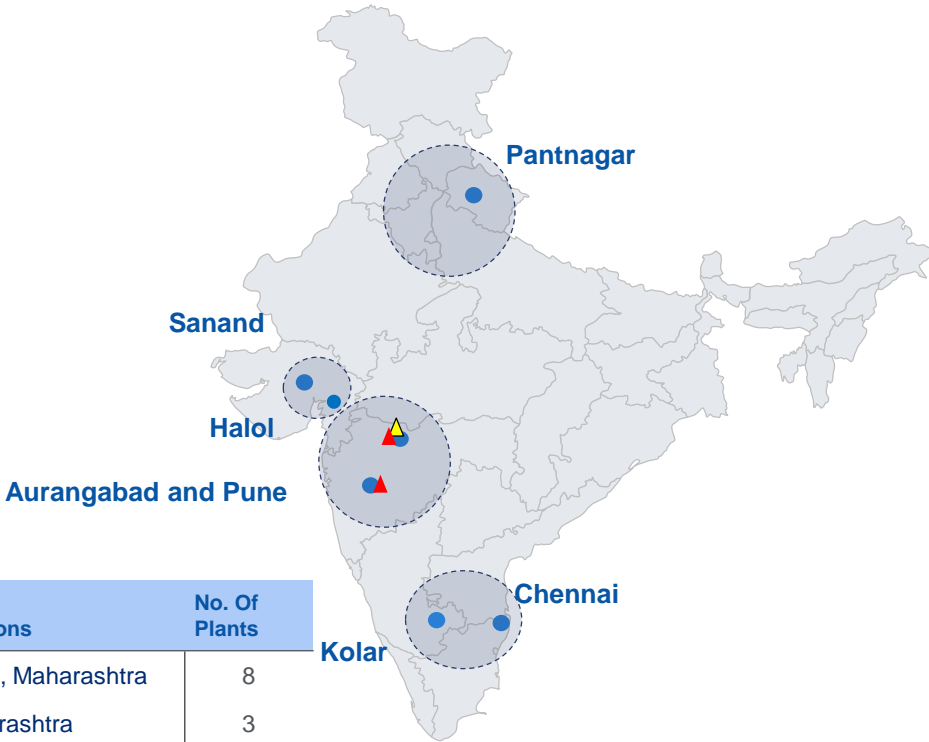 Pantnagar
Sanand
Halol
Aurangabad and Pune
Chennai
Kolar
No. Of
ons Plants
, Maharashtra 8
rashtra 3